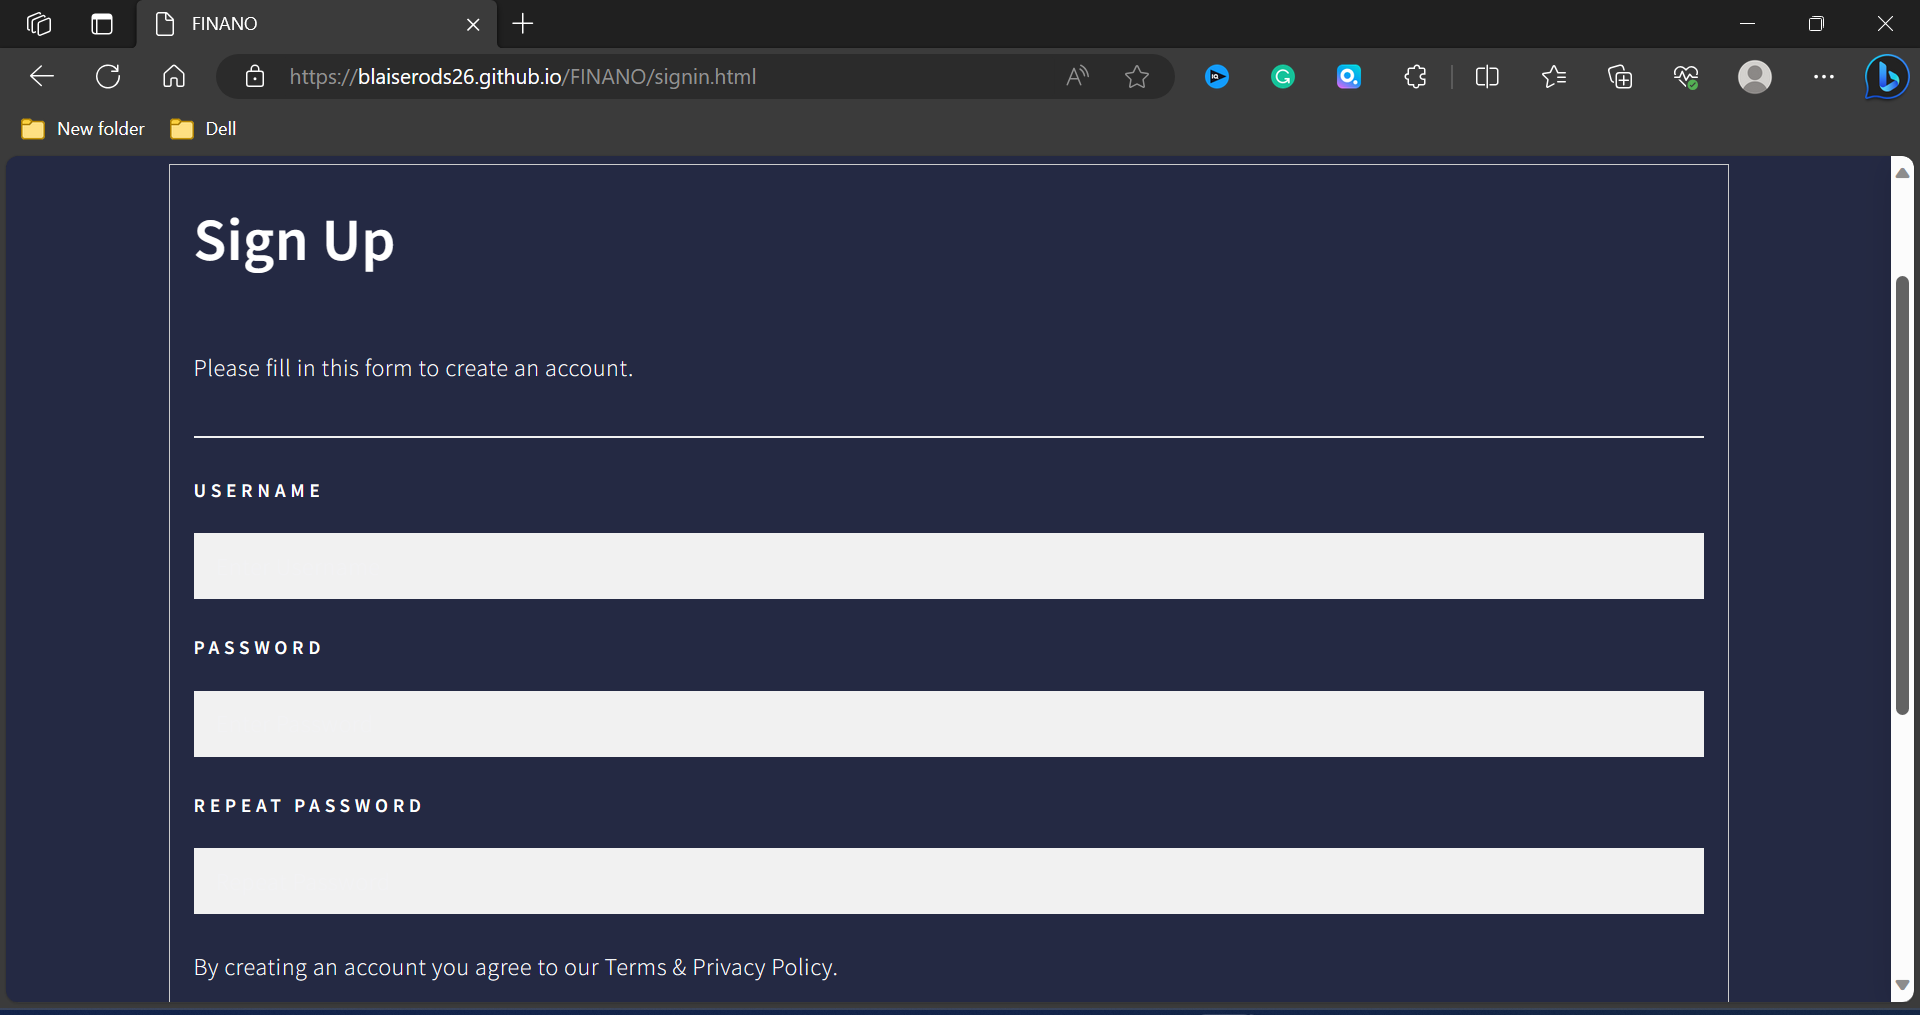 FINANO
https://blaiserods26.github.io/FINANO/signin.html
New folder
Dell
Sign Up
Please fill in this form to create an account.
USERNAME
PASSWORD
REPEAT PASSWORD
By creating an account you agree to our Terms & Privacy Policy.